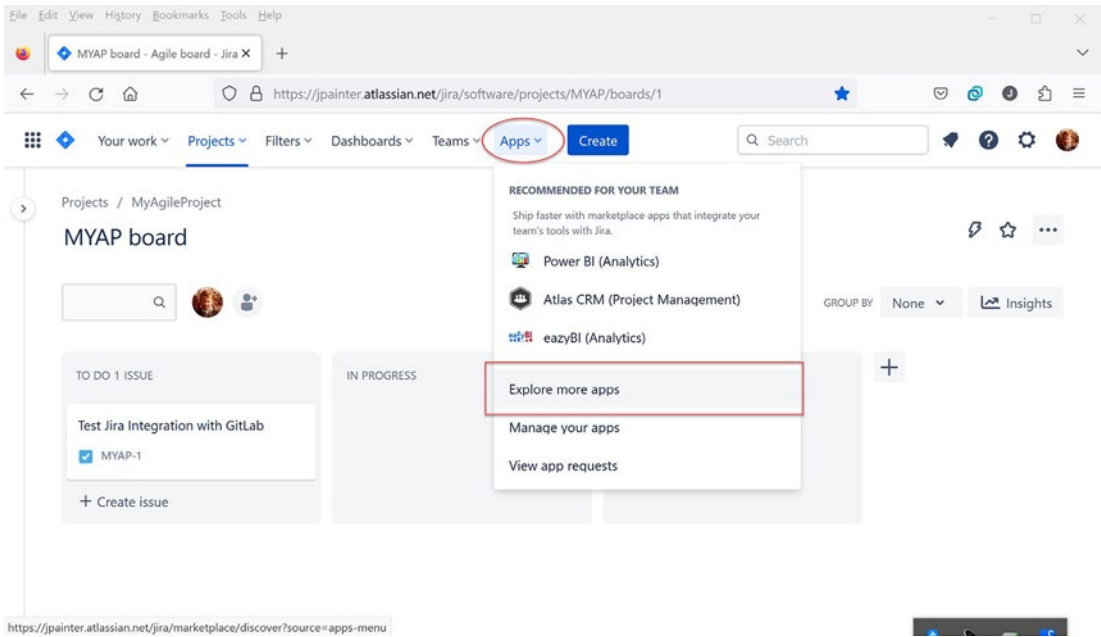 File Edit View History Bookmarks Tools Help
MYAP board - Agile board - Jira
https://jpainter.atlassian.net/jira/software/projects/MYAP/boards/1
Your work Projects Filters Dashboards Teams Apps Create Search
Projects / MyAgileProject
MYAP board
RECOMMENDED FOR YOUR TEAM
Ship faster with marketplace apps that integrate your
team's tools with Jira.
Power BI (Analytics)
Atlas CRM (Project Management)
eazyBI (Analytics)
Explore more apps
Manage your apps
View app requests
GROUP BY None Insights
TO DO 1 ISSUE
Test Jira Integration with GitLab
MYAP-1
+ Create issue
IN PROGRESS
https://jpainter.atlassian.net/jira/marketplace/discover?source=apps-menu